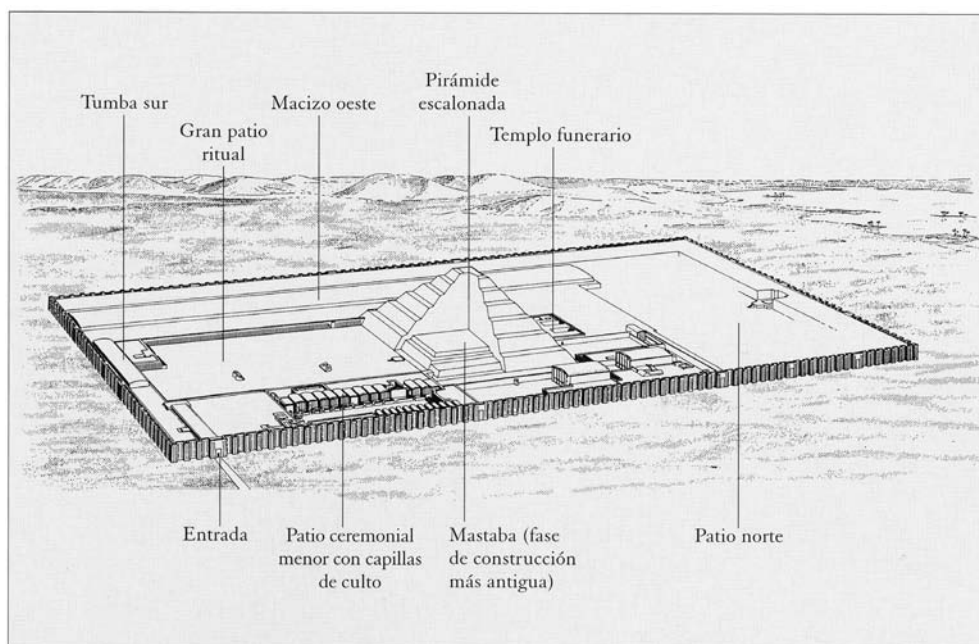 Pirámide
escalonada
Tumba sur
Macizo oeste
Gran patio
ritual
Templo funerario
Entrada
Patio ceremonial
menor con capillas
de culto
Mastaba (fase
de construcción
más antigua)
Patio norte